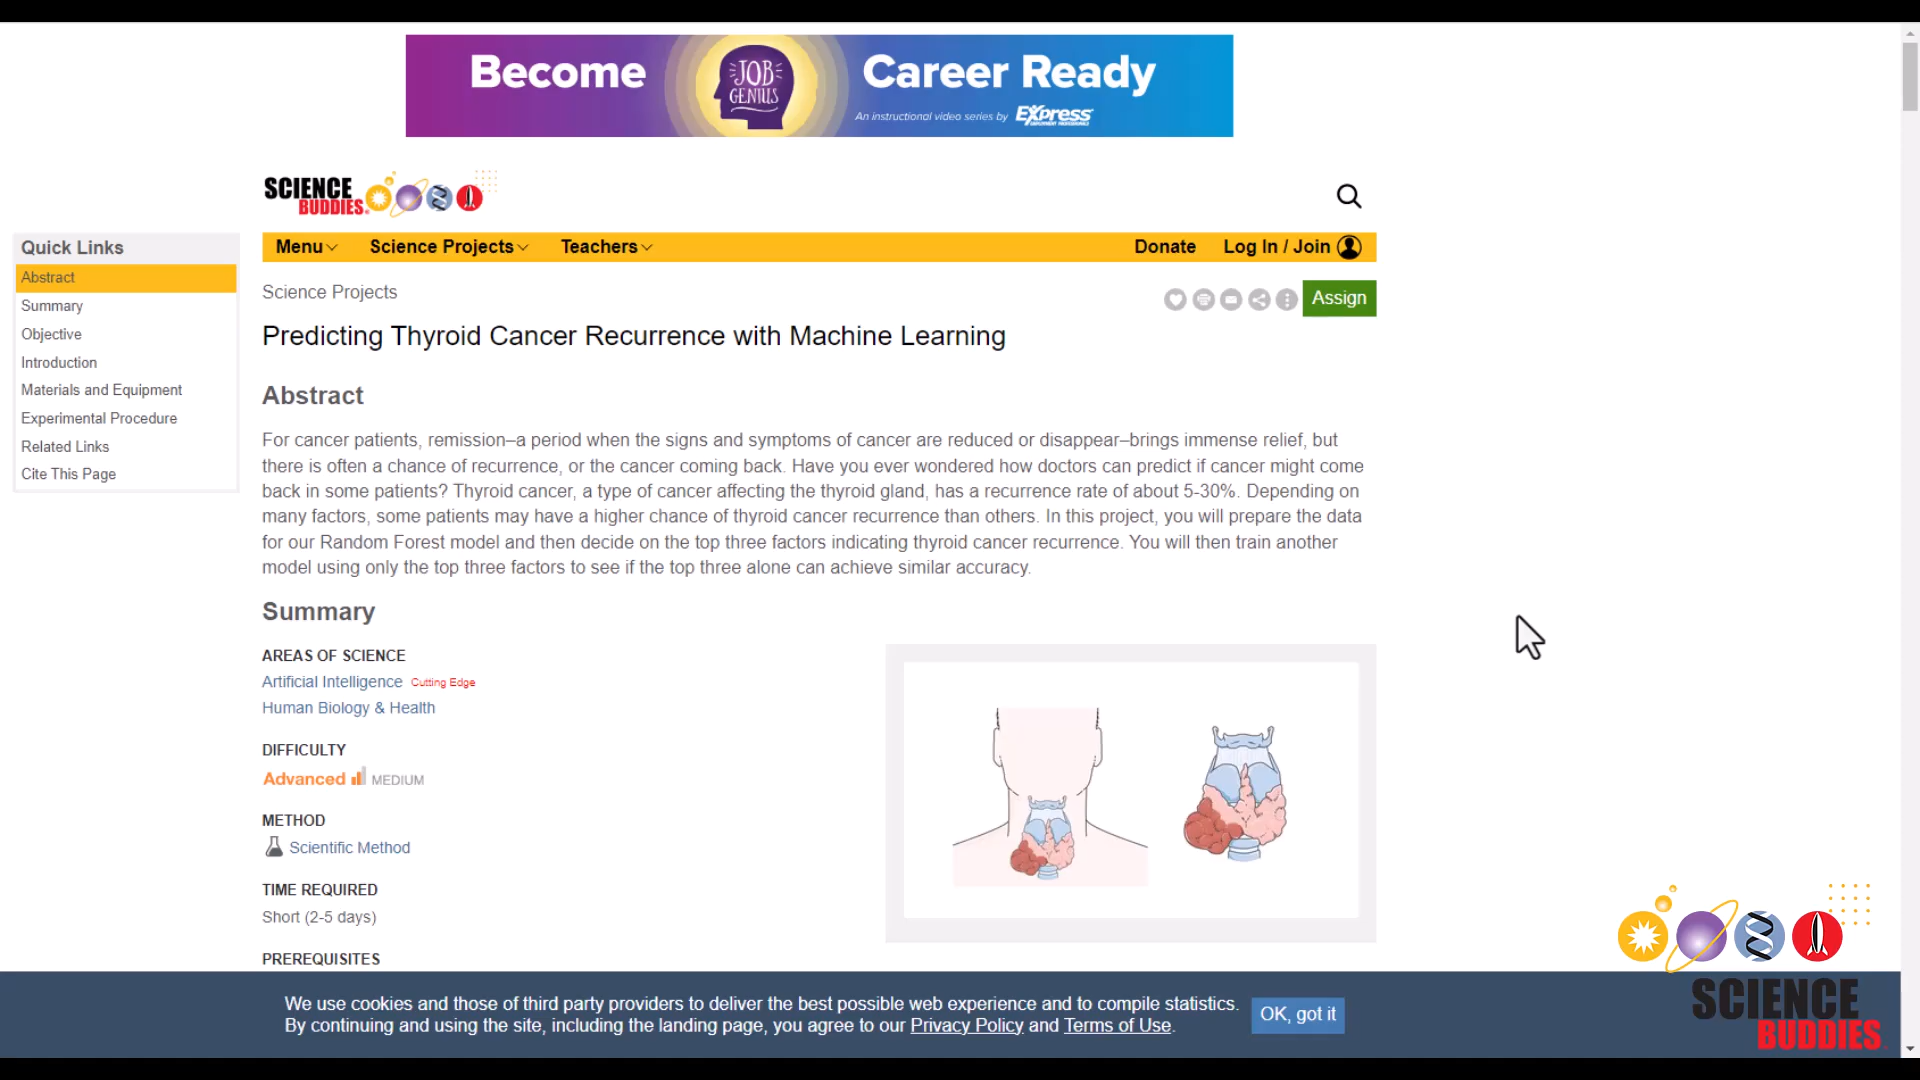 Become
JOB
GENIUS
Career Ready
An instructional video series by Express
SCIENCE
BUDDIES
Menu Science Projects Teachers Donate Log In / Join
Quick Links
Abstract
Summary
Objective
Introduction
Materials and Equipment
Experimental Procedure
Related Links
Cite This Page
Science Projects
Assign
Predicting Thyroid Cancer Recurrence with Machine Learning
Abstract
For cancer patients, remission–a period when the signs and symptoms of cancer are reduced or disappear–brings immense relief, but
there is often a chance of recurrence, or the cancer coming back. Have you ever wondered how doctors can predict if cancer might come
back in some patients? Thyroid cancer, a type of cancer affecting the thyroid gland, has a recurrence rate of about 5-30%. Depending on
many factors, some patients may have a higher chance of thyroid cancer recurrence than others. In this project, you will prepare the data
for our Random Forest model and then decide on the top three factors indicating thyroid cancer recurrence. You will then train another
model using only the top three factors to see if the top three alone can achieve similar accuracy.
Summary
AREAS OF SCIENCE
Artificial Intelligence Cutting Edge
Human Biology & Health
DIFFICULTY
Advanced MEDIUM
METHOD
Scientific Method
TIME REQUIRED
Short (2-5 days)
PREREQUISITES
We use cookies and those of third party providers to deliver the best possible web experience and to compile statistics.
By continuing and using the site, including the landing page, you agree to our Privacy Policy and Terms of Use.
OK, got it
SCIENCE
BUDDIES